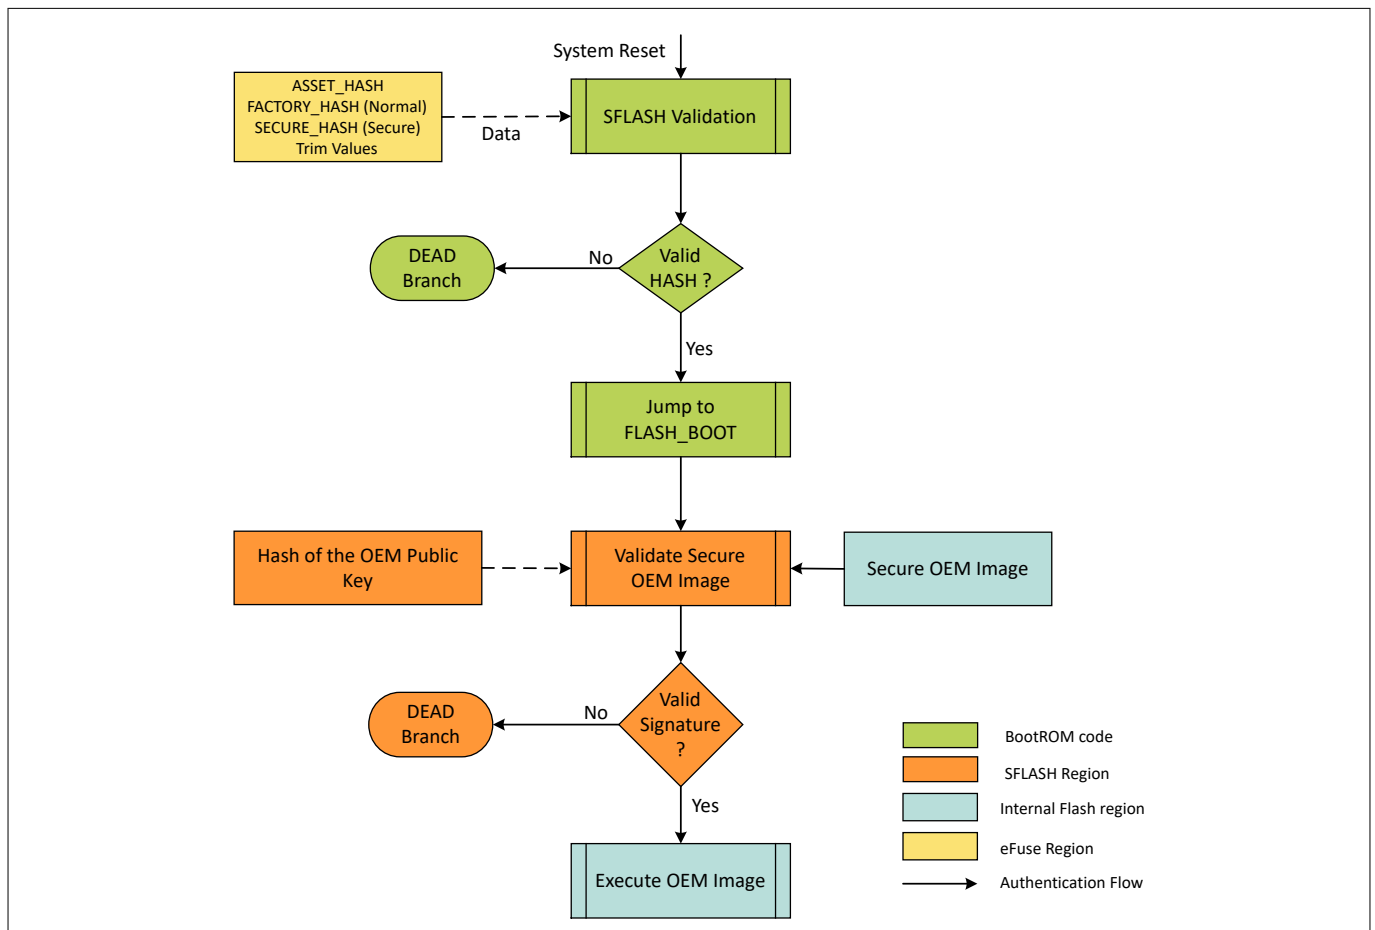 System Reset
ASSET_HASH
FACTORY_HASH (Normal)
SECURE_HASH (Secure)
Trim Values
Data
SFLASH Validation
Valid
HASH ?
No
DEAD
Branch
Yes
Jump to
FLASH_BOOT
Hash of the OEM Public
Key
Validate Secure
OEM Image
Secure OEM Image
Valid
Signature
?
No
DEAD
Branch
Yes
Execute OEM Image
BootROM code
SFLASH Region
Internal Flash region
eFuse Region
Authentication Flow